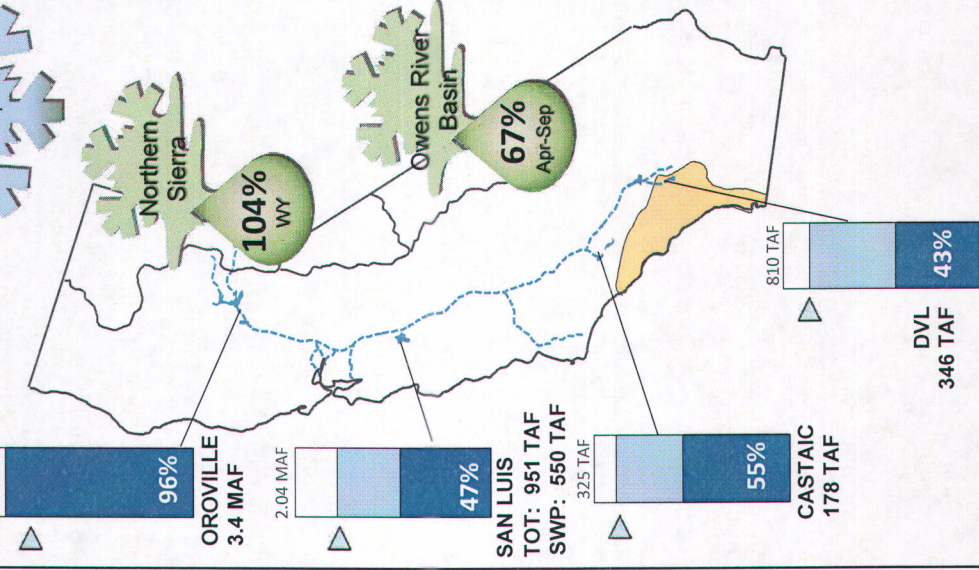 Northern
Sierra
104%
WY
Owens River
Basin
67%
Apr-Sep
96%
OROVILLE
3.4 MAF
2.04 MAF
47%
SAN LUIS
TOT: 951 TAF
SWP: 550 TAF
325 TAF
55%
CASTAIC
178 TAF
810 TAF
43%
DVL
346 TAF